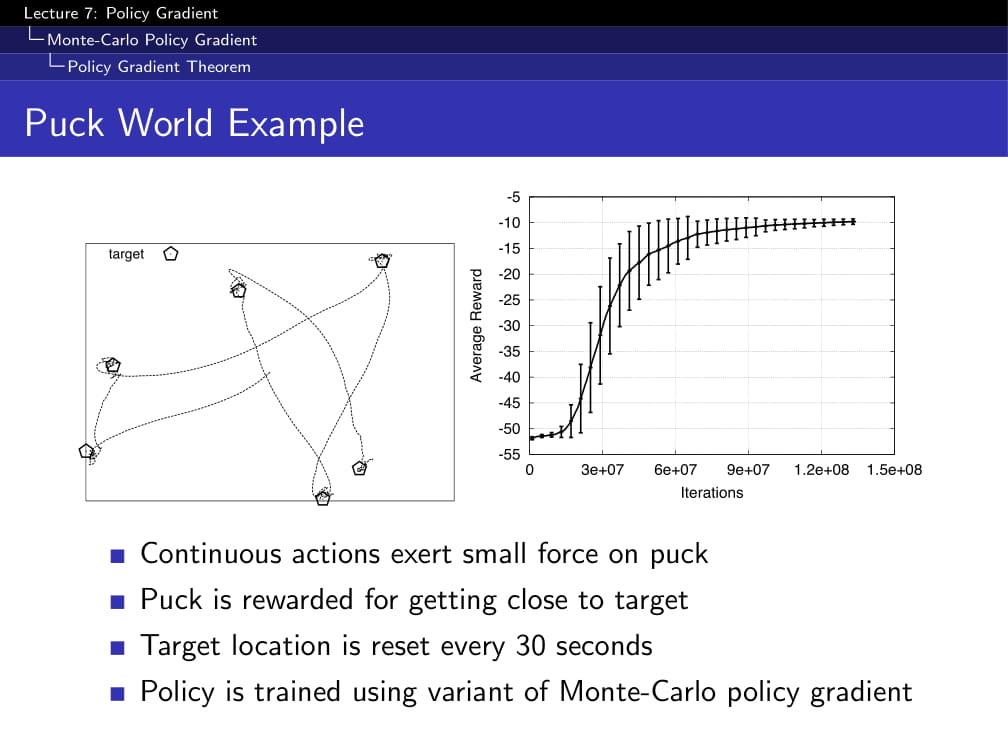 Lecture 7: Policy Gradient
Monte-Carlo Policy Gradient
Policy Gradient Theorem
Puck World Example
target
Average Reward
-5
-10
-15
-20
-25
-30
-35
-40
-45
-50
-55
0 3e+07 6e+07 9e+07 1.2e+08 1.5e+08
Iterations
Continuous actions exert small force on puck
Puck is rewarded for getting close to target
Target location is reset every 30 seconds
Policy is trained using variant of Monte-Carlo policy gradient